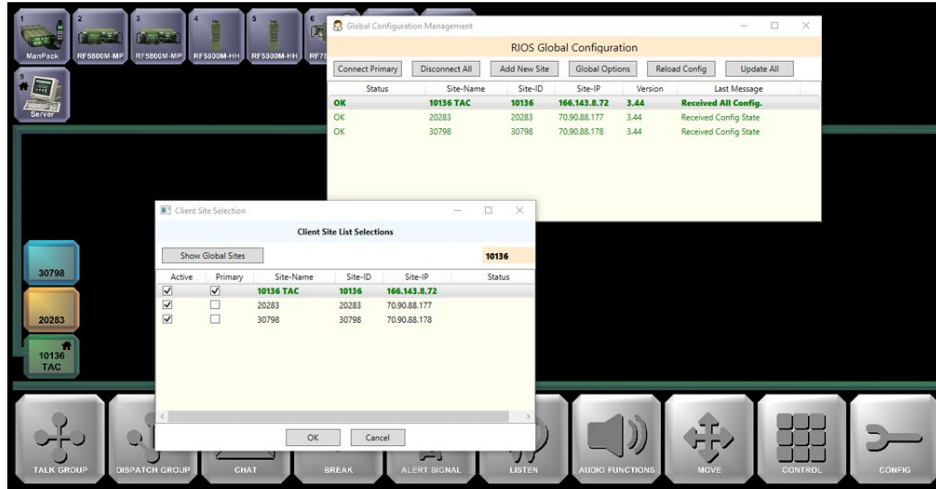 1
2
3
4
5
6
ManPack
RF5800M-MP
RF5800M-MP
RF5800M-HH
RF5800M-HH
9
Server
Global Configuration Management
RIOS Global Configuration
Connect Primary Disconnect All Add New Site Global Options Reload Config Update All
Status Site-Name Site-ID Site-IP Version Last Message
OK 10136 TAC 10136 166.143.8.72 3.44 Received All Config.
OK 20283 20283 70.90.88.177 3.44 Received Config State
OK 30798 30798 70.90.88.178 3.44 Received Config State
Client Site Selection
Client Site List Selections
Show Global Sites 10136
Active Primary Site-Name Site-ID Site-IP Status
10136 TAC 10136 166.143.8.72
20283 20283 70.90.88.177
30798 30798 70.90.88.178
OK Cancel
30798
20283
10136
TAC
TALK GROUP
DISPATCH GROUP
CHAT
BREAK
ALERT SIGNAL
LISTEN
AUDIO FUNCTIONS
MOVE
CONTROL
CONFIG